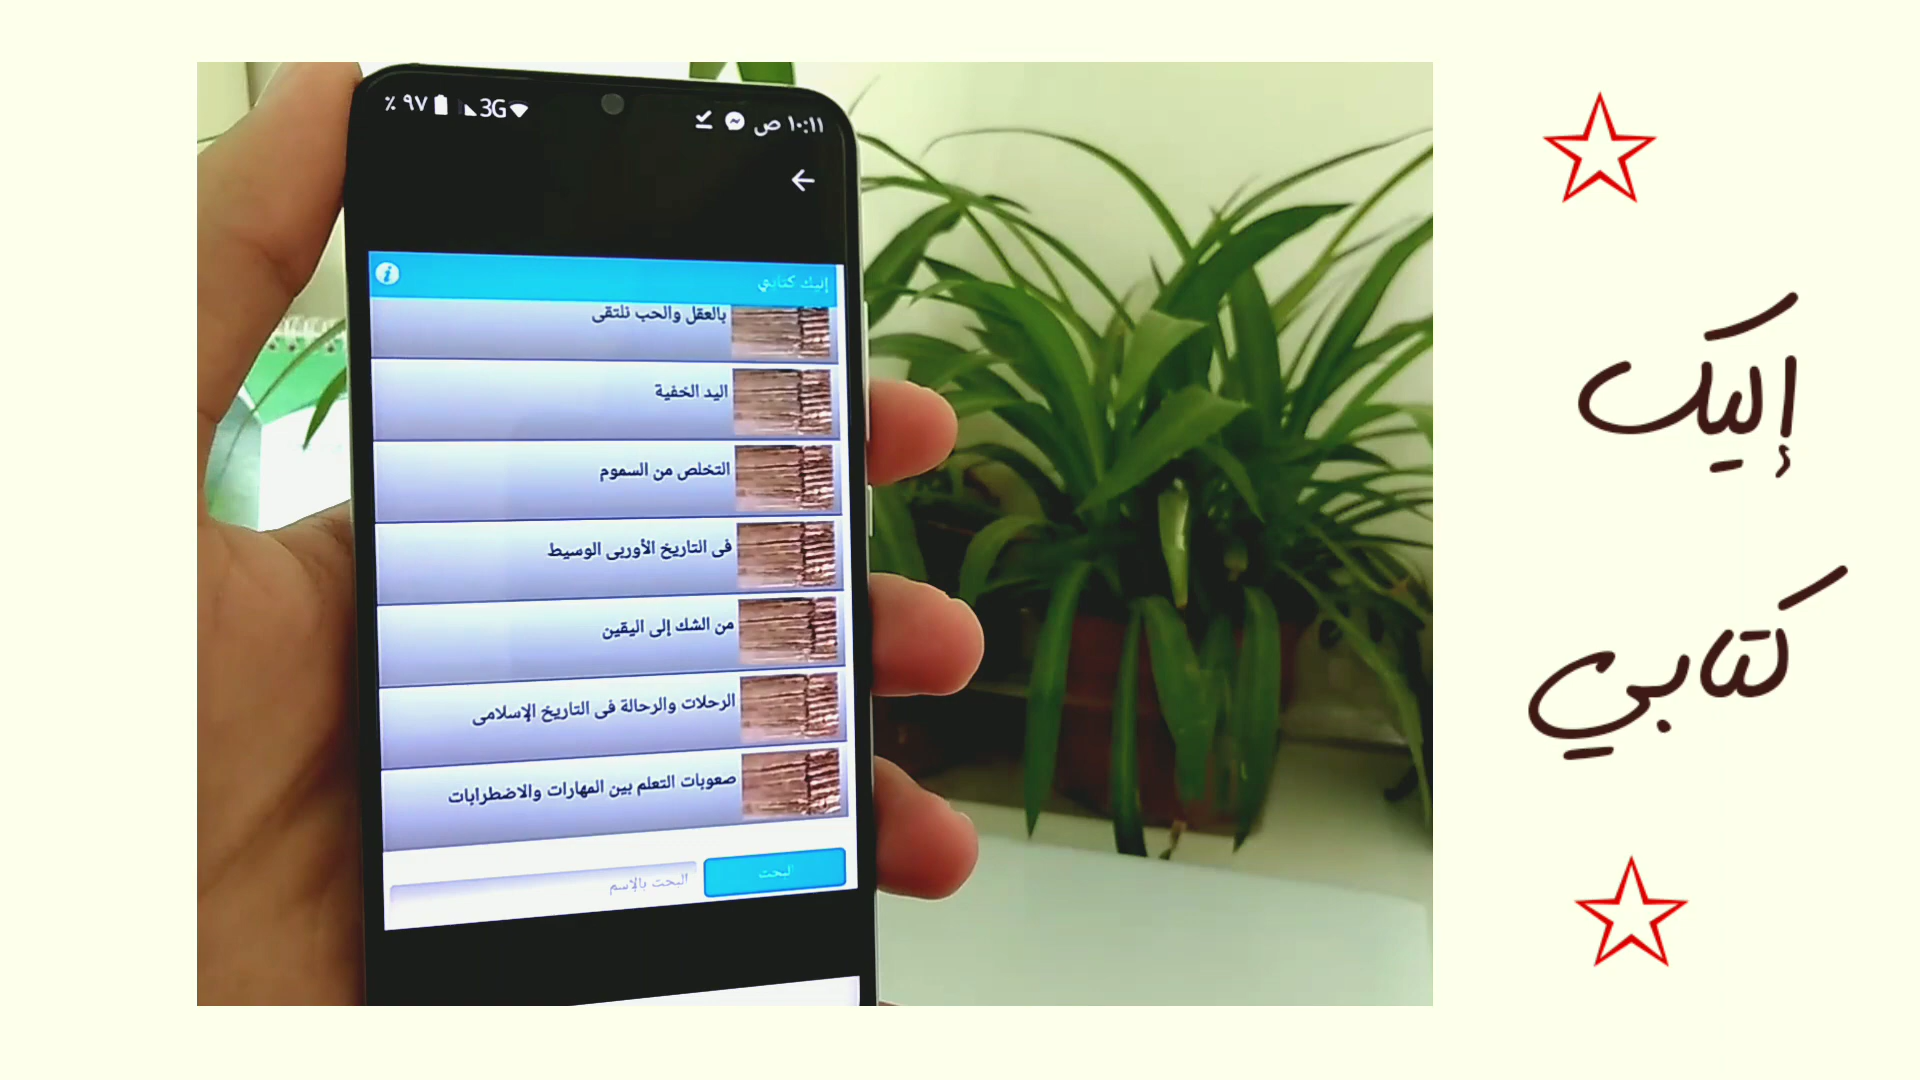 ٪ ٩٧ 3G ١٠:١١ ص
إليك كتابي
بالعقل والحب نلتقى
اليد الخفية
التخلص من السموم
فى التاريخ الأوربى الوسيط
من الشك إلى اليقين
الرحلات والرحالة فى التاريخ الإسلامى
صعوبات التعلم بين المهارات والاضطرابات
البحث
البحث بالإسم
إليك
كتابي